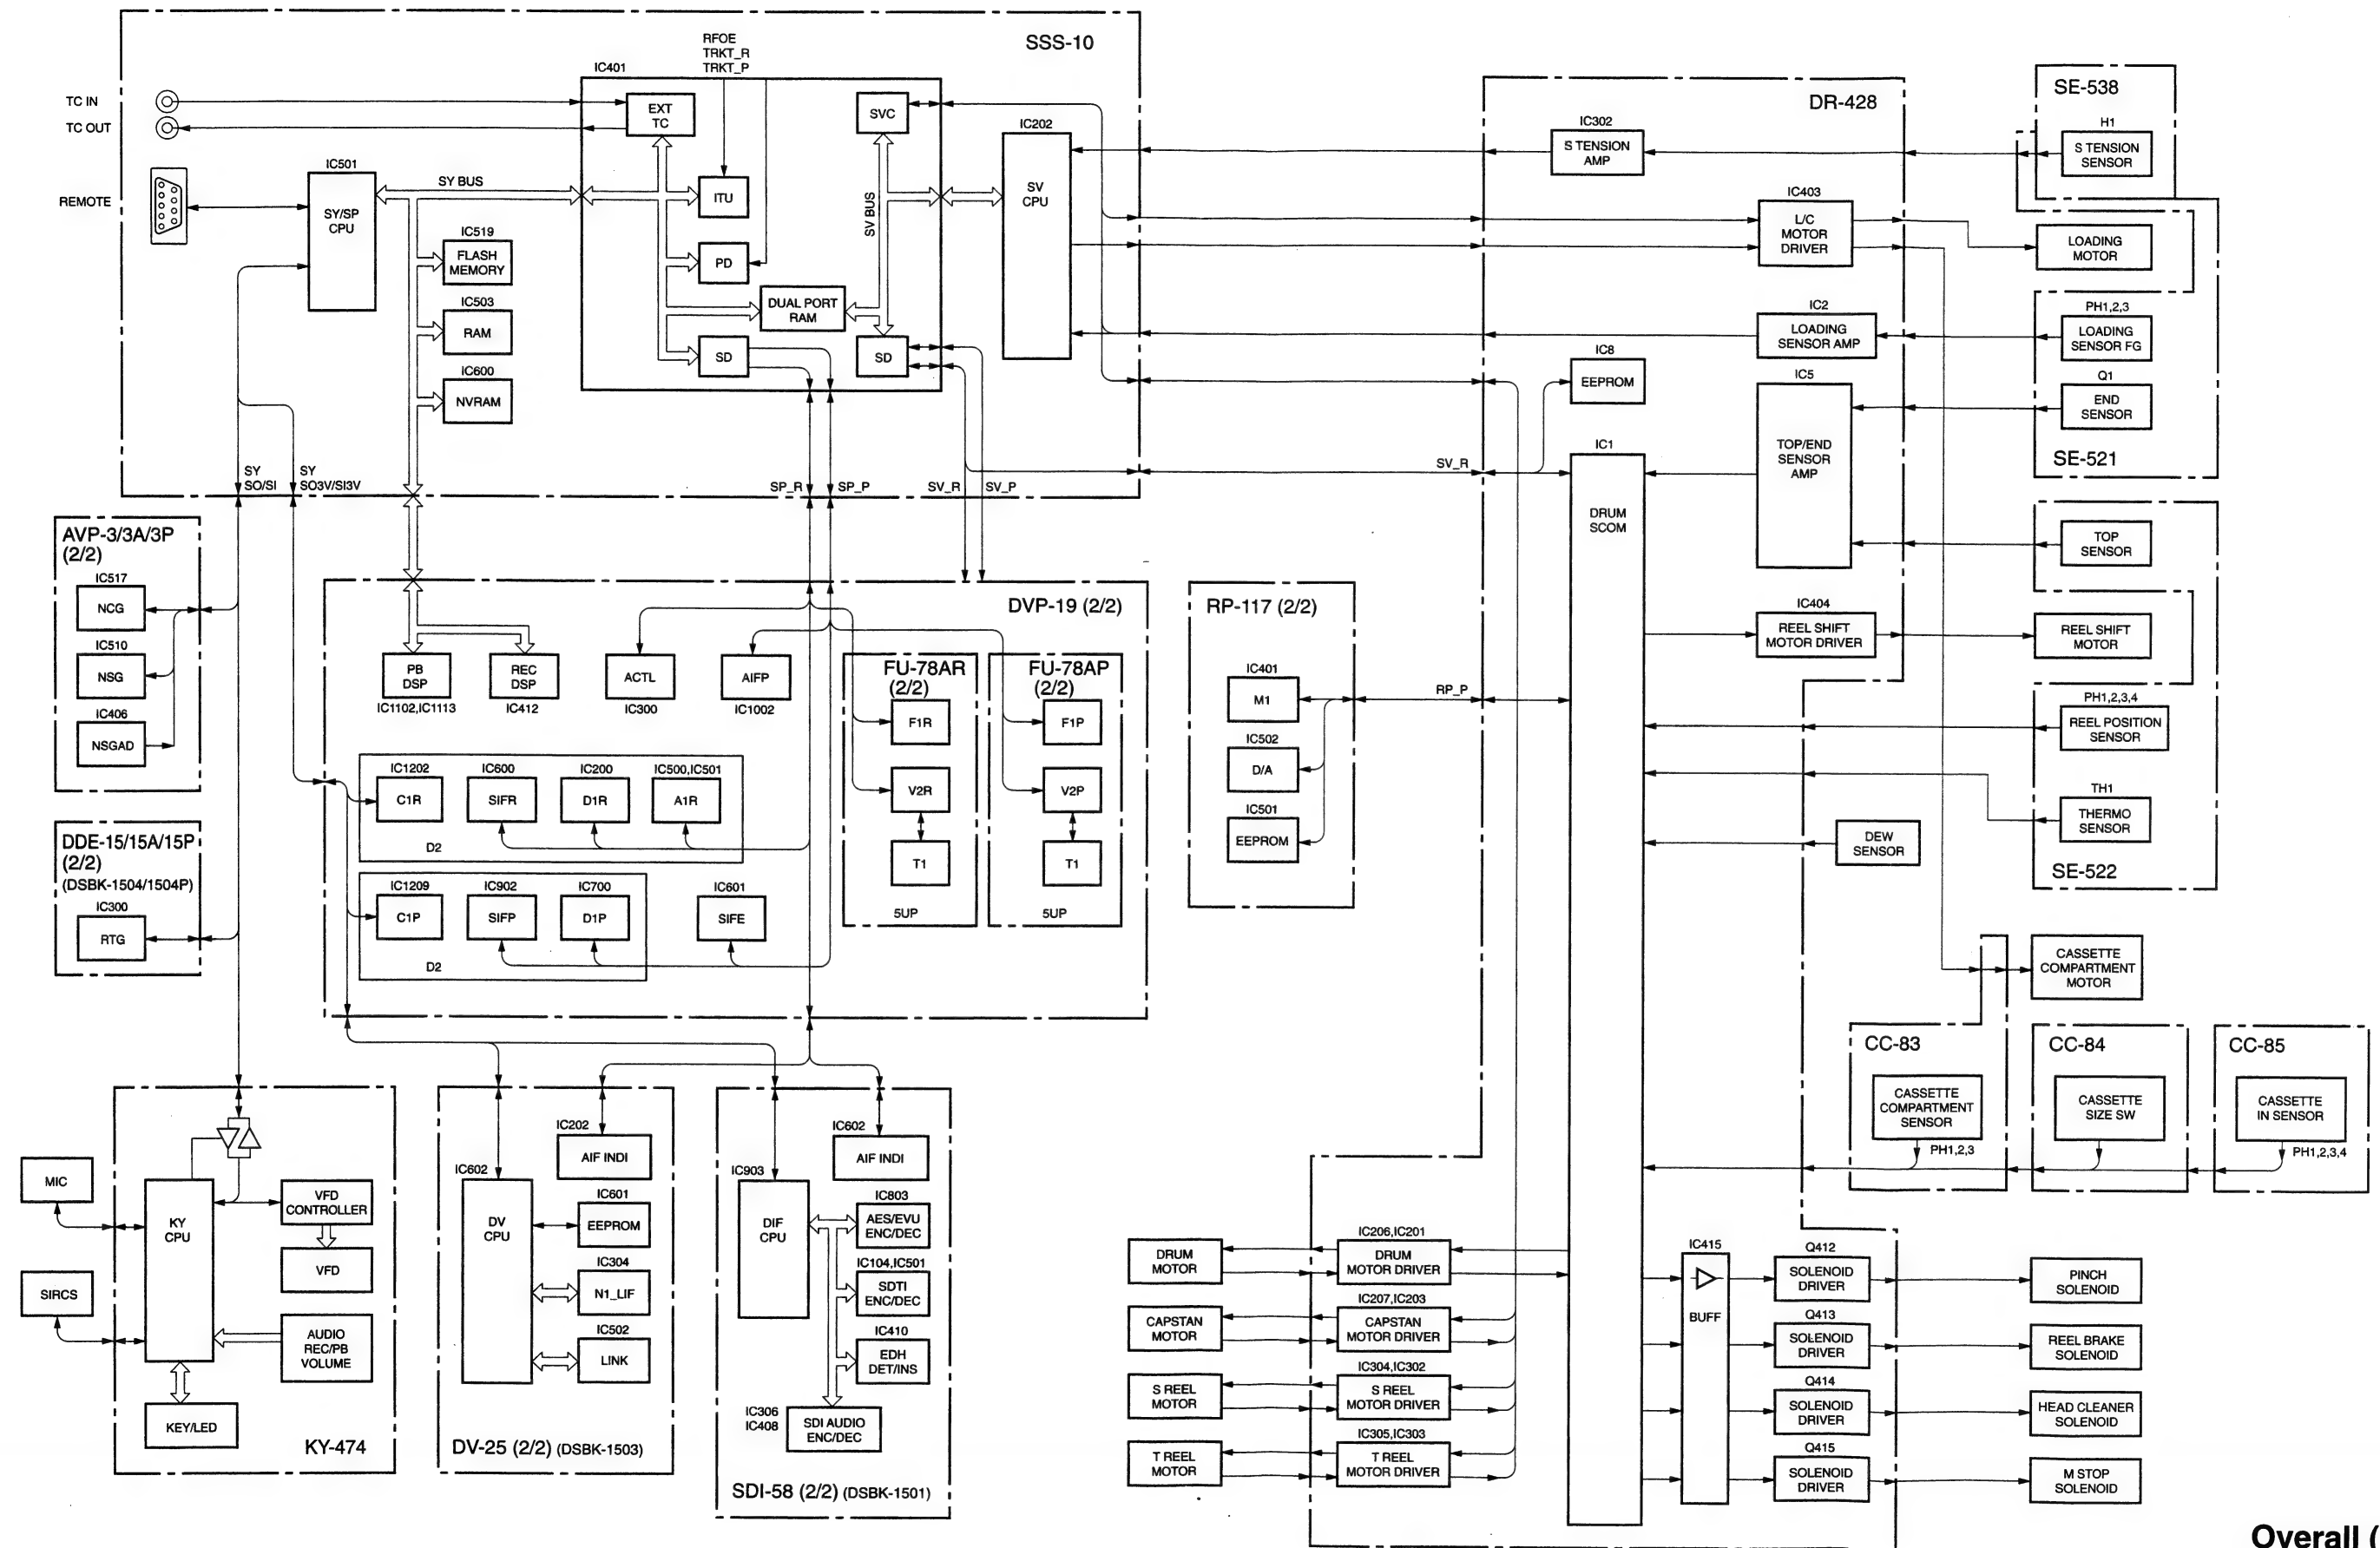 SSS-10
TC IN
TC OUT
REMOTE
IC501
SY/SP
CPU
SY BUS
IC519
FLASH
MEMORY
IC503
RAM
IC600
NVRAM
IC401
RFOE
TRKT_R
TRKT_P
EXT
TC
ITU
PD
DUAL PORT
RAM
SD
SVC
SV BUS
SD
IC202
SV
CPU
SY
SO/SI
SY
SO3V/SI3V
SP_R
SP_P
SV_R
SV_P
SV_R
AVP-3/3A/3P
(2/2)
IC517
NCG
IC510
NSG
IC406
NSGAD
DDE-15/15A/15P
(2/2)
(DSBK-1504/1504P)
IC300
RTG
DVP-19 (2/2)
PB
DSP
IC1102,IC1113
REC
DSP
IC412
ACTL
IC300
AIFP
IC1002
FU-78AR
(2/2)
F1R
V2R
T1
5UP
FU-78AP
(2/2)
F1P
V2P
T1
5UP
IC1202
C1R
IC600
SIFR
IC200
D1R
IC500,IC501
A1R
D2
IC1209
C1P
IC902
SIFP
IC700
D1P
D2
IC601
SIFE
RP-117 (2/2)
IC401
M1
IC502
D/A
IC501
EEPROM
RP_P
DR-428
IC302
S TENSION
AMP
IC403
L/C
MOTOR
DRIVER
IC2
LOADING
SENSOR AMP
IC8
EEPROM
IC5
TOP/END
SENSOR
AMP
IC1
DRUM
SCOM
IC404
REEL SHIFT
MOTOR DRIVER
SE-538
H1
S TENSION
SENSOR
LOADING
MOTOR
PH1,2,3
LOADING
SENSOR FG
Q1
END
SENSOR
SE-521
TOP
SENSOR
REEL SHIFT
MOTOR
PH1,2,3,4
REEL POSITION
SENSOR
TH1
THERMO
SENSOR
SE-522
DEW
SENSOR
CASSETTE
COMPARTMENT
MOTOR
CC-83
CASSETTE
COMPARTMENT
SENSOR
PH1,2,3
CC-84
CASSETTE
SIZE SW
CC-85
CASSETTE
IN SENSOR
PH1,2,3,4
MIC
SIRCS
KY
CPU
VFD
CONTROLLER
VFD
AUDIO
REC/PB
VOLUME
KEY/LED
KY-474
IC202
AIF INDI
IC602
DV
CPU
IC601
EEPROM
IC304
N1_LIF
IC502
LINK
DV-25 (2/2) (DSBK-1503)
IC602
AIF INDI
IC903
DIF
CPU
IC803
AES/EVU
ENC/DEC
IC104,IC501
SDTI
ENC/DEC
IC410
EDH
DET/INS
IC306
IC408
SDI AUDIO
ENC/DEC
SDI-58 (2/2) (DSBK-1501)
DRUM
MOTOR
CAPSTAN
MOTOR
S REEL
MOTOR
T REEL
MOTOR
IC206,IC201
DRUM
MOTOR DRIVER
IC207,IC203
CAPSTAN
MOTOR DRIVER
IC304,IC302
S REEL
MOTOR DRIVER
IC305,IC303
T REEL
MOTOR DRIVER
IC415
BUFF
Q412
SOLENOID
DRIVER
Q413
SOLENOID
DRIVER
Q414
SOLENOID
DRIVER
Q415
SOLENOID
DRIVER
PINCH
SOLENOID
REEL BRAKE
SOLENOID
HEAD CLEANER
SOLENOID
M STOP
SOLENOID
Overall (